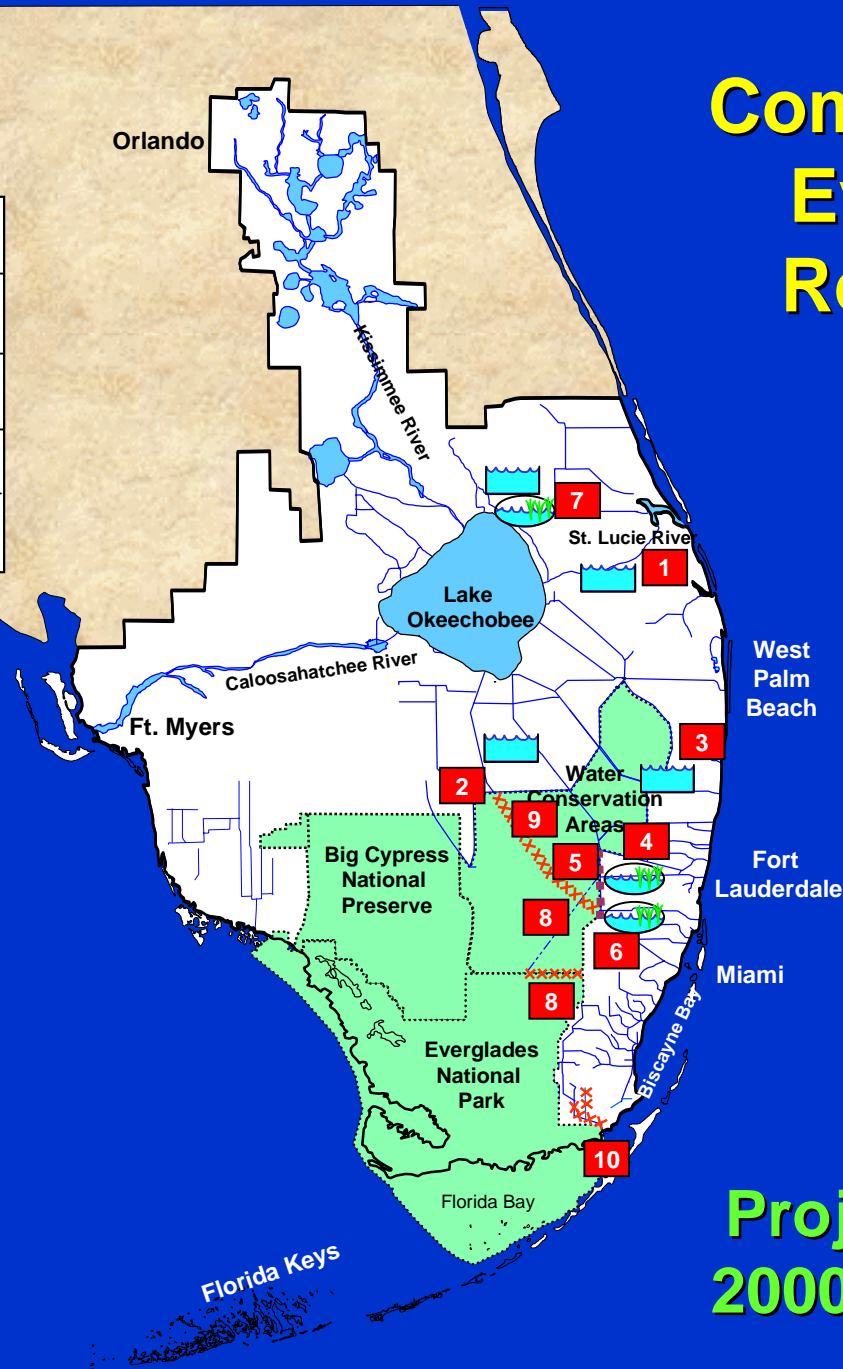 Com
Ev
Re
Orlando
Kissimmee River
7
St. Lucie River
1
Lake
Okeechobee
Caloosahatchee River
West
Palm
Beach
Ft. Myers
3
2
Water
Conservation
Areas
9
4
5
Big Cypress
National
Preserve
Fort
Lauderdale
8
6
Miami
8
Biscayne Bay
Everglades
National
Park
10
Florida Bay
Proj
2000
Florida Keys